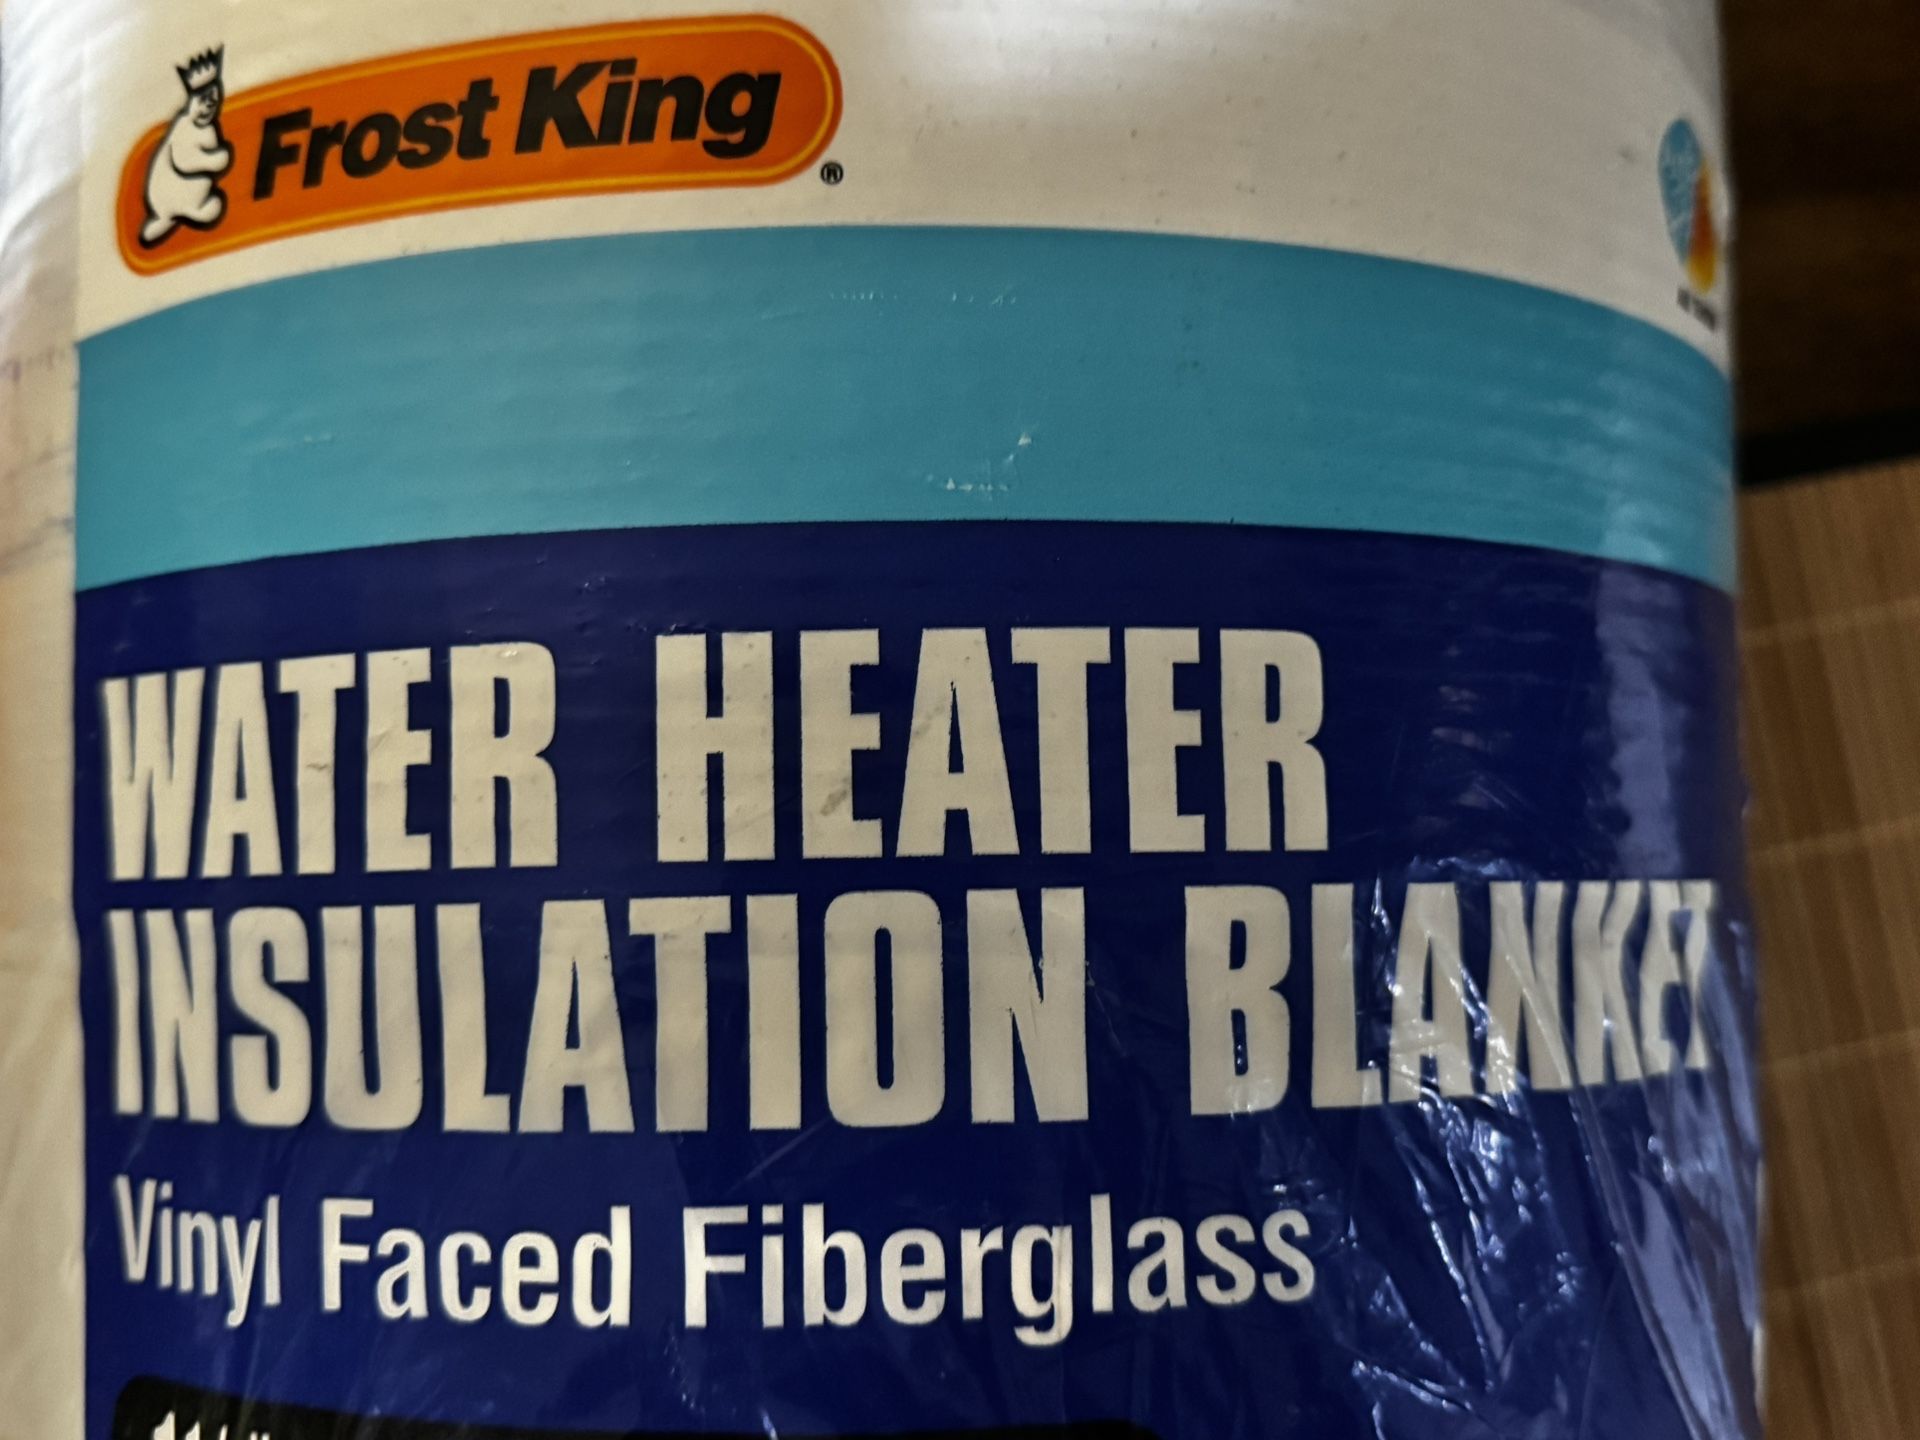 Frost King
®
WATER HEATER
INSULATION BLANKET
Vinyl Faced Fiberglass